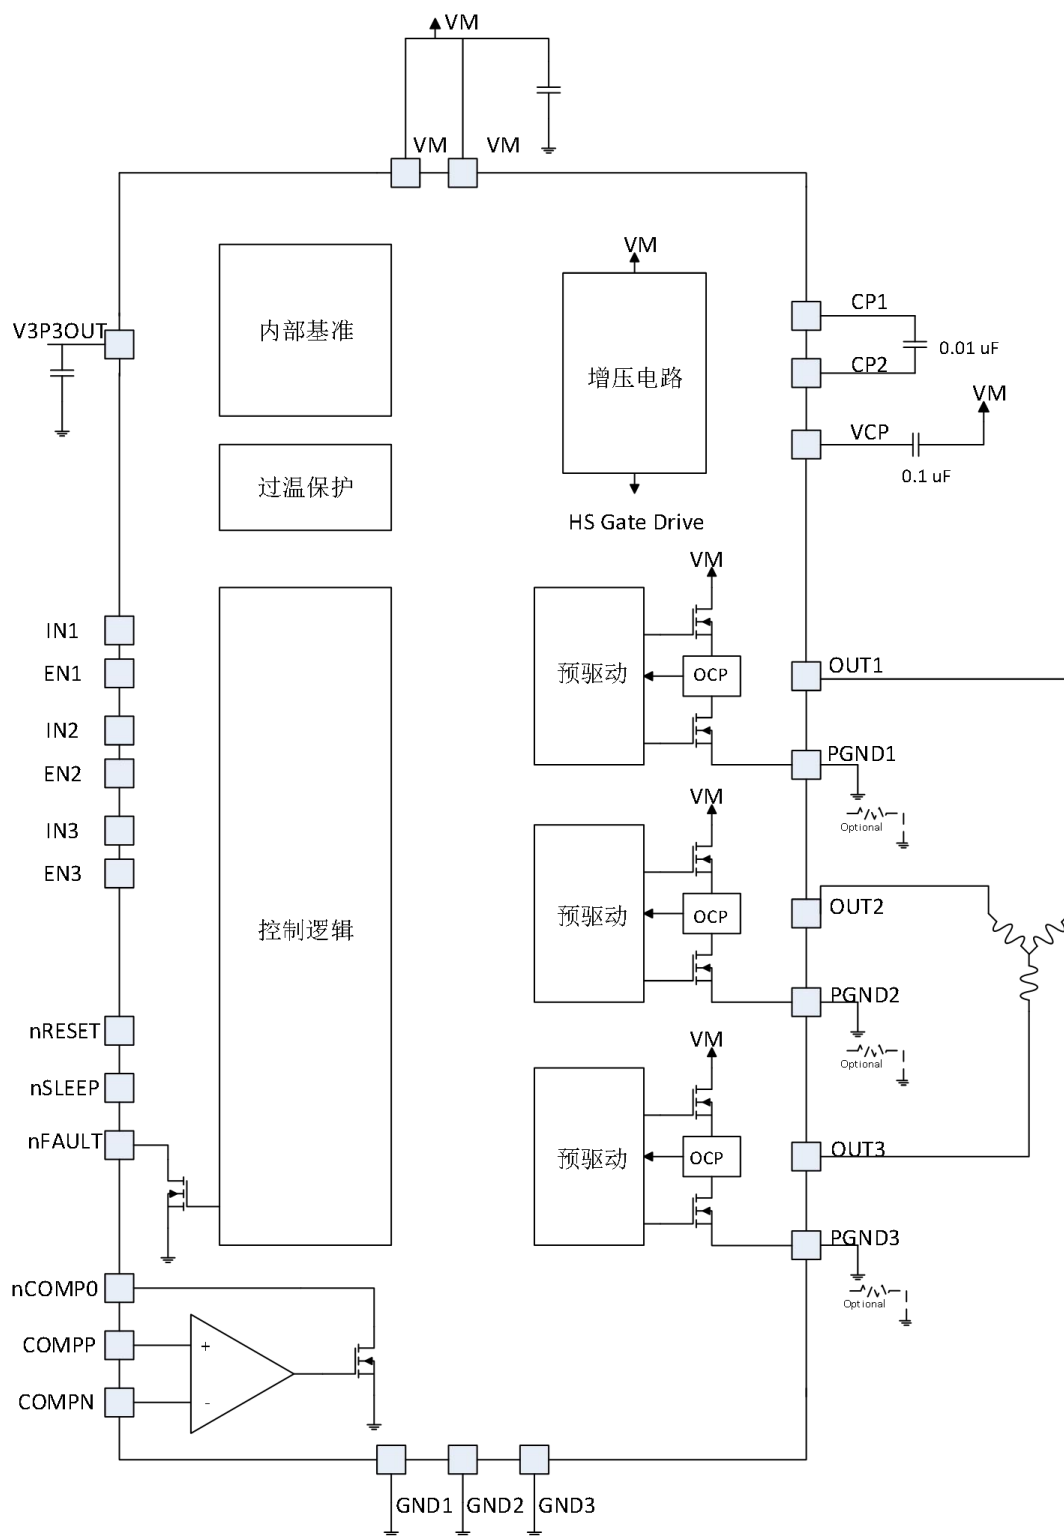 VM
VM
VM
VM
V3P3OUT
内部基准
增压电路
CP1
0.01 uF
CP2
VM
VCP
0.1 uF
过温保护
HS Gate Drive
VM
IN1
EN1
IN2
EN2
IN3
EN3
预驱动
OCP
OUT1
PGND1
Optional
VM
预驱动
OCP
OUT2
PGND2
Optional
控制逻辑
nRESET
nSLEEP
nFAULT
VM
预驱动
OCP
OUT3
PGND3
Optional
nCOMP0
COMPP
+
COMPN
-
GND1
GND2
GND3